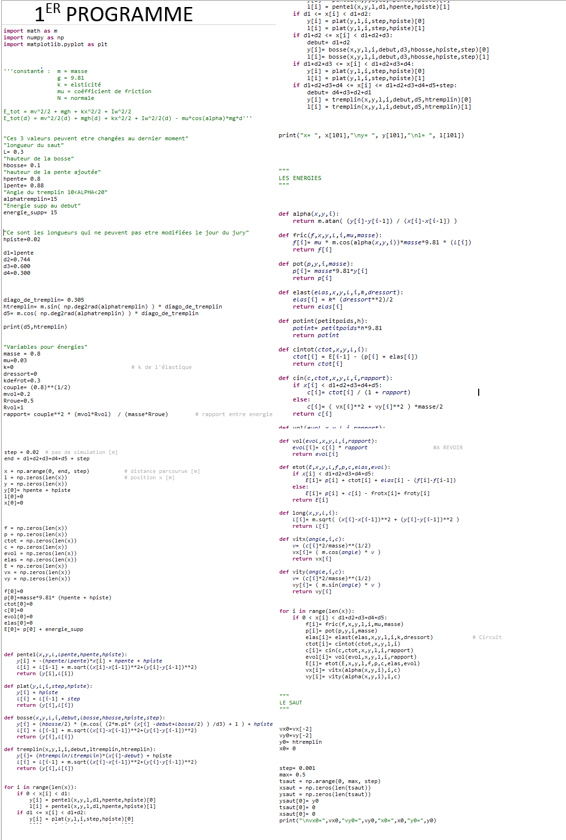 1ER PROGRAMME
import math as m
import numpy as np
import matplotlib.pyplot as plt
'''constante :  m = masse
g = 9.81
k = elsticité
mu = coéfficient de friction
N = normale
E_tot = mv^2/2 + mgh + kx^2/2 + Iw^2/2
E_tot(d) = mv^2/2(d) + mgh(d) + kx^2/2 + Iw^2/2(d) - mu*cos(alpha)*mg*d'''
"Ces 3 valeurs peuvent etre changées au dernier moment"
"longueur du saut"
L= 0.3
"hauteur de la bosse"
hbosse= 0.1
"hauteur de la pente ajoutée"
hpente= 0.8
lpente= 0.88
"Angle du tremplin 10<ALPHA<20"
alphatremplin=15
"Energie supp au debut"
energie_supp= 15
"Ce sont les longueurs qui ne peuvent pas etre modifiées le jour du jury"
hpiste=0.02
d1=lpente
d2=0.744
d3=0.600
d4=0.300
diago_de_tremplin= 0.305
htremplin= m.sin( np.deg2rad(alphatremplin) ) * diago_de_tremplin
d5= m.cos( np.deg2rad(alphatremplin) ) * diago_de_tremplin
print(d5,htremplin)
"Variables pour énergies"
masse = 0.8
mu=0.03
k=0 # k de l'élastique
dressort=0
kdefrot=0.3
couple= (0.8)**(1/2)
mvol=0.2
Rroue=0.5
Rvol=1
rapport= couple**2 * (mvol*Rvol)  / (masse*Rroue) # rapport entre energie
step = 0.02  # pas de simulation [m]
end = d1+d2+d3+d4+d5 + step
x = np.arange(0, end, step) # distance parcourue [m]
l = np.zeros(len(x)) # position x [m]
y = np.zeros(len(x))
y[0]= hpente + hpiste
l[0]=0
x[0]=0
f = np.zeros(len(x))
p = np.zeros(len(x))
ctot = np.zeros(len(x))
c = np.zeros(len(x))
evol = np.zeros(len(x))
elas = np.zeros(len(x))
E = np.zeros(len(x))
vx = np.zeros(len(x))
vy = np.zeros(len(x))
f[0]=0
p[0]=masse*9.81* (hpente + hpiste)
ctot[0]=0
c[0]=0
evol[0]=0
elas[0]=0
E[0]= p[0] + energie_supp
def pente1(x,y,l,i,lpente,hpente,hpiste):
y[i] = -(hpente/lpente)*x[i] + hpente + hpiste
l[i] = l[i-1] + m.sqrt((x[i]-x[i-1])**2+(y[i]-y[i-1])**2)
return (y[i],l[i])
def plat(y,l,i,step,hpiste):
y[i] = hpiste
l[i] = l[i-1] + step
return (y[i],l[i])
def bosse(x,y,l,i,debut,lbosse,hbosse,hpiste,step):
y[i] = (hbosse/2) * (m.cos( (2*m.pi* (x[i] -debut+lbosse/2) ) /d3) + 1 ) + hpiste
l[i] = l[i-1] + m.sqrt((x[i]-x[i-1])**2+(y[i]-y[i-1])**2)
return (y[i],l[i])
def tremplin(x,y,l,i,debut,ltremplin,htremplin):
y[i]= (htremplin/ltremplin)*(x[i]-debut) + hpiste
l[i] = l[i-1] + m.sqrt((x[i]-x[i-1])**2+(y[i]-y[i-1])**2)
return (y[i],l[i])
for i in range(len(x)):
if 0 < x[i] < d1:
y[i] = pente1(x,y,l,i,d1,hpente,hpiste)[0]
l[i] = pente1(x,y,l,i,d1,hpente,hpiste)[1]
if d1 <= x[i] < d1+d2:
y[i] = plat(y,l,i,step,hpiste)[0]
l[i] = pente1(x,y,l,i,d1,hpente,hpiste)[1]
if d1 <= x[i] < d1+d2:
y[i] = plat(y,l,i,step,hpiste)[0]
l[i] = plat(y,l,i,step,hpiste)[1]
if d1+d2 <= x[i] < d1+d2+d3:
debut= d1+d2
y[i] = bosse(x,y,l,i,debut,d3,hbosse,hpiste,step)[0]
l[i] = bosse(x,y,l,i,debut,d3,hbosse,hpiste,step)[1]
if d1+d2+d3 <= x[i] < d1+d2+d3+d4:
y[i] = plat(y,l,i,step,hpiste)[0]
l[i] = plat(y,l,i,step,hpiste)[1]
if d1+d2+d3+d4 <= x[i] < d1+d2+d3+d4+d5+step:
debut= d4+d3+d2+d1
y[i] = tremplin(x,y,l,i,debut,d5,htremplin)[0]
l[i] = tremplin(x,y,l,i,debut,d5,htremplin)[1]
print("x= ", x[101],"\ny= ", y[101],"\nl= ", l[101])
"""
LES ENERGIES
"""
def alpha(x,y,i):
return m.atan( (y[i]-y[i-1]) / (x[i]-x[i-1]) )
def fric(f,x,y,l,i,mu,masse):
f[i]= mu * m.cos(alpha(x,y,i))*masse*9.81 * (l[i])
return f[i]
def pot(p,y,i,masse):
p[i]= masse*9.81*y[i]
return p[i]
def elast(elas,x,y,l,i,k,dressort):
elas[i] = k* (dressort**2)/2
return elas[i]
def potint(petitpoids,h):
potint= petitpoids*h*9.81
return potint
def cintot(ctot,x,y,l,i):
ctot[i] = E[i-1] - (p[i] + elas[i])
return ctot[i]
def cin(c,ctot,x,y,l,i,rapport):
if x[i] < d1+d2+d3+d4+d5:
c[i]= ctot[i] / (1 + rapport)
else:
c[i]= ( vx[i]**2 + vy[i]**2 ) *masse/2
return c[i]
def vol(evol,x,y,l,i,rapport):
evol[i]= c[i] * rapport #A REVOIR
return evol[i]
def etot(E,x,y,l,f,p,c,elas,evol):
if x[i] < d1+d2+d3+d4+d5:
E[i]= p[i] + ctot[i] + elas[i] - (f[i]-f[i-1])
else:
E[i]= p[i] + c[i] - frotx[i]+ froty[i]
return E[i]
def long(x,y,l,i):
l[i]= m.sqrt( (x[i]-x[i-1])**2 + (y[i]-y[i-1])**2 )
return l[i]
def vitx(angle,i,c):
v= (c[i]*2/masse)**(1/2)
vx[i]= ( m.cos(angle) * v )
return vx[i]
def vity(angle,i,c):
v= (c[i]*2/masse)**(1/2)
vy[i]= ( m.sin(angle) * v )
return vy[i]
for i in range(len(x)):
if 0 < x[i] < d1+d2+d3+d4+d5:
f[i]= fric(f,x,y,l,i,mu,masse)
p[i]= pot(p,y,i,masse)
elas[i]= elast(elas,x,y,l,i,k,dressort) # Circuit
ctot[i]= cintot(ctot,x,y,l,i)
c[i]= cin(c,ctot,x,y,l,i,rapport)
evol[i]= vol(evol,x,y,l,i,rapport)
E[i]= etot(E,x,y,l,f,p,c,elas,evol)
vx[i]= vitx(alpha(x,y,i),i,c)
vy[i]= vity(alpha(x,y,i),i,c)
"""
LE SAUT
"""
vx0=vx[-2]
vy0=vy[-2]
y0= htremplin
x0= 0
step= 0.001
max= 0.5
tsaut = np.arange(0, max, step)
xsaut = np.zeros(len(tsaut))
ysaut = np.zeros(len(tsaut))
ysaut[0]= y0
tsaut[0]= 0
xsaut[0]= 0
print("\nvx0=",vx0,"vy0=",vy0,"x0=",x0,"y0=",y0)